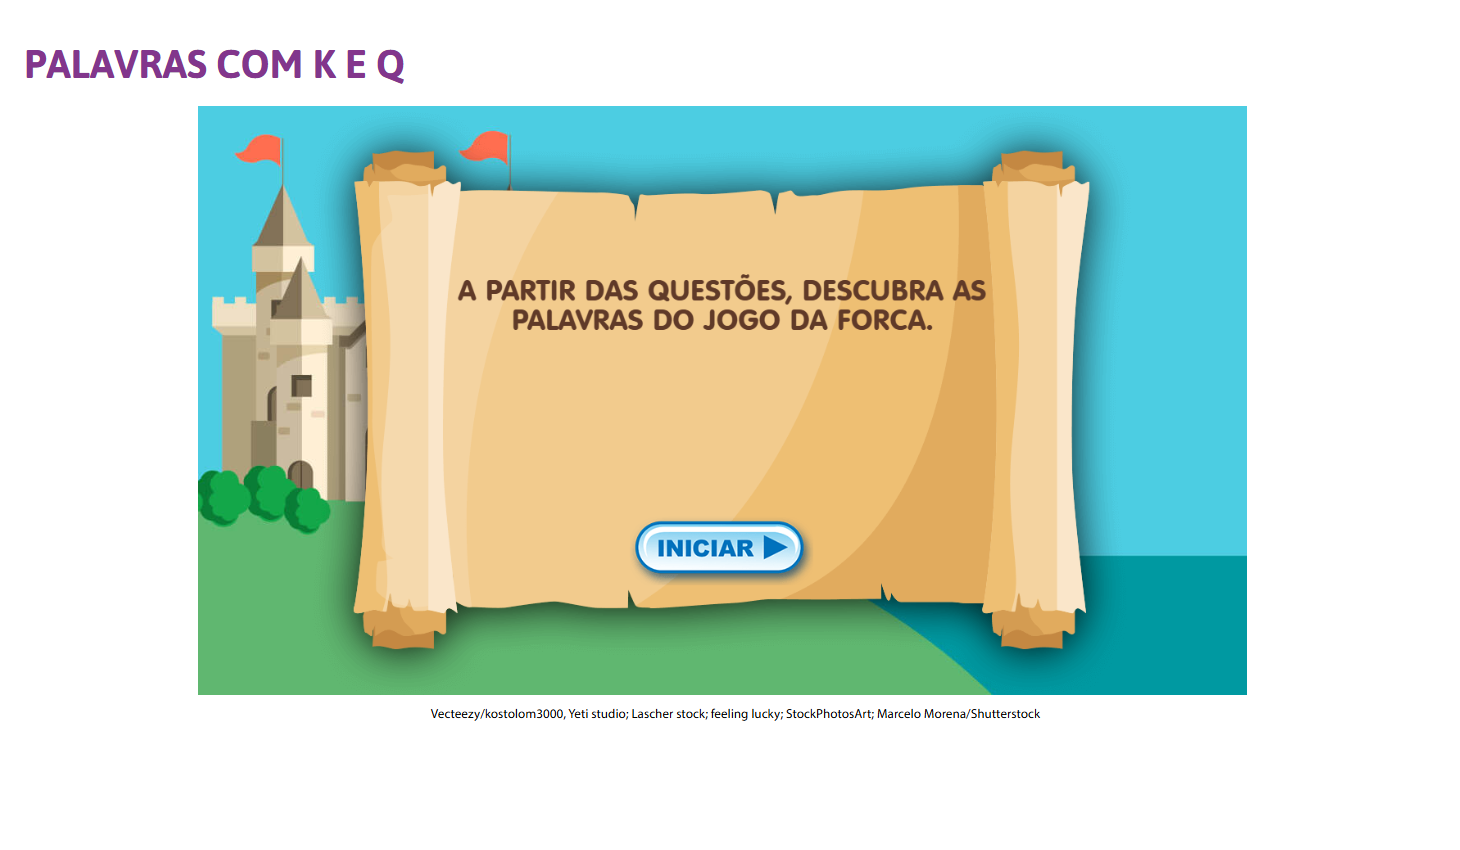 PALAVRAS COM K E Q
A PARTIR DAS QUESTÕES, DESCUBRA AS
PALAVRAS DO JOGO DA FORCA.
INICIAR
Vecteezy/kostolom3000, Yeti studio; Lascher stock; feeling lucky; StockPhotosArt; Marcelo Morena/Shutterstock